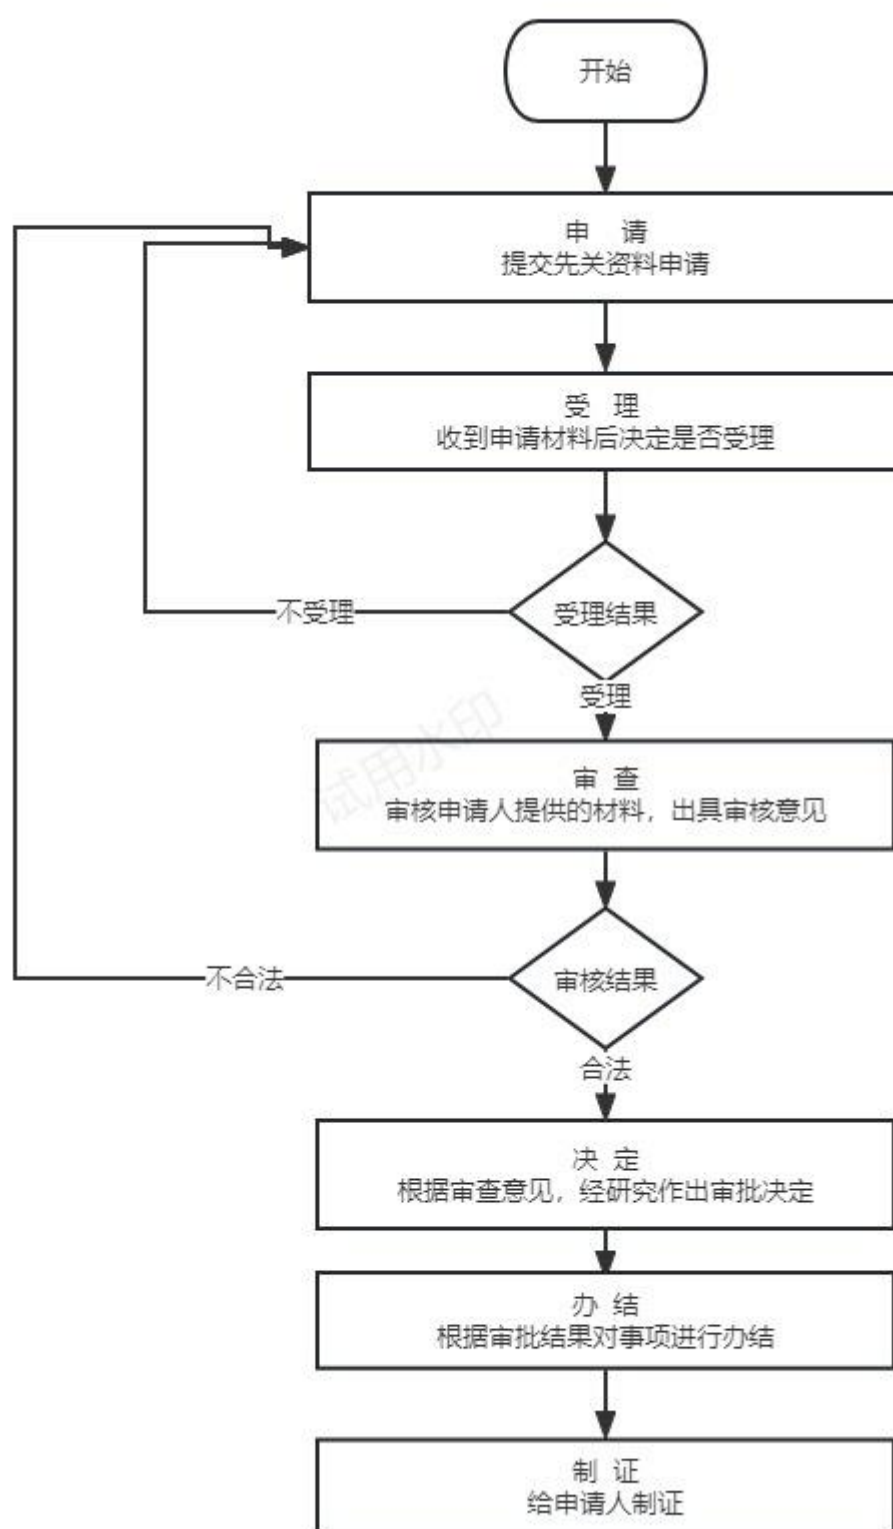 开始
申 请
提交先关资料申请
受 理
收到申请材料后决定是否受理
不受理
受理结果
受理
试用水印
审 查
审核申请人提供的材料，出具审核意见
不合法
审核结果
合法
决 定
根据审查意见，经研究作出审批决定
办 结
根据审批结果对事项进行办结
制 证
给申请人制证